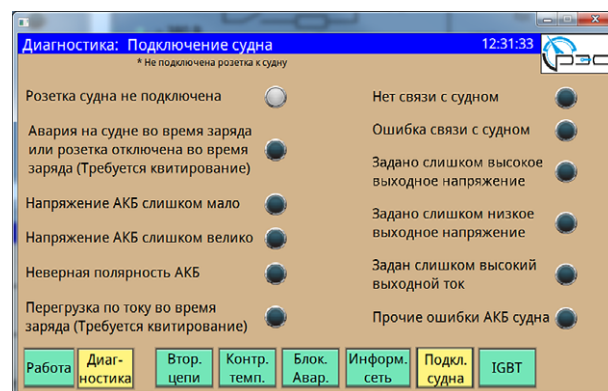 Диагностика: Подключение судна
12:31:33
* Не подключена розетка к судну
РЭС
Розетка судна не подключена
Авария на судне во время заряда
или розетка отключена во время
заряда (Требуется квитирование)
Напряжение АКБ слишком мало
Напряжение АКБ слишком велико
Неверная полярность АКБ
Перегрузка по току во время
заряда (Требуется квитирование)
Нет связи с судном
Ошибка связи с судном
Задано слишком высокое
выходное напряжение
Задано слишком низкое
выходное напряжение
Задан слишком высокий
выходной ток
Прочие ошибки АКБ судна
Работа
Диаг-
ностика
Втор.
цепи
Контр.
темп.
Блок.
Авар.
Информ.
сеть
Подкл.
судна
IGBT